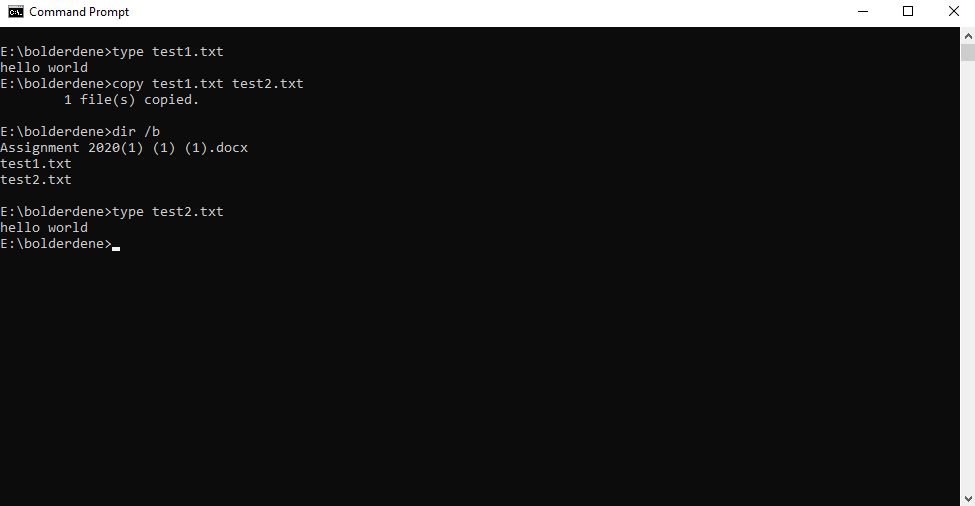 Command Prompt
E:\bolderdene>type test1.txt
hello world
E:\bolderdene>copy test1.txt test2.txt
        1 file(s) copied.
E:\bolderdene>dir /b
Assignment 2020(1) (1) (1).docx
test1.txt
test2.txt
E:\bolderdene>type test2.txt
hello world
E:\bolderdene>